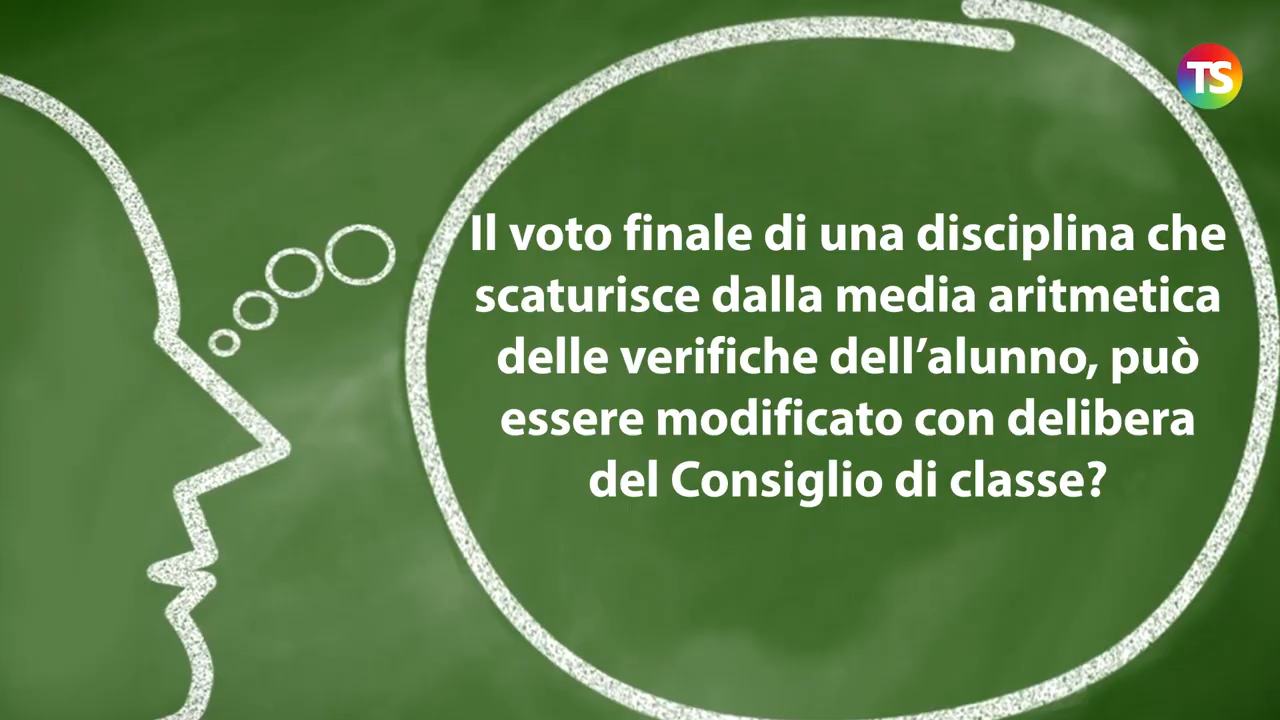 TS
Il voto finale di una disciplina che
scaturisce dalla media aritmetica
delle verifiche dell’alunno, può
essere modificato con delibera
del Consiglio di classe?